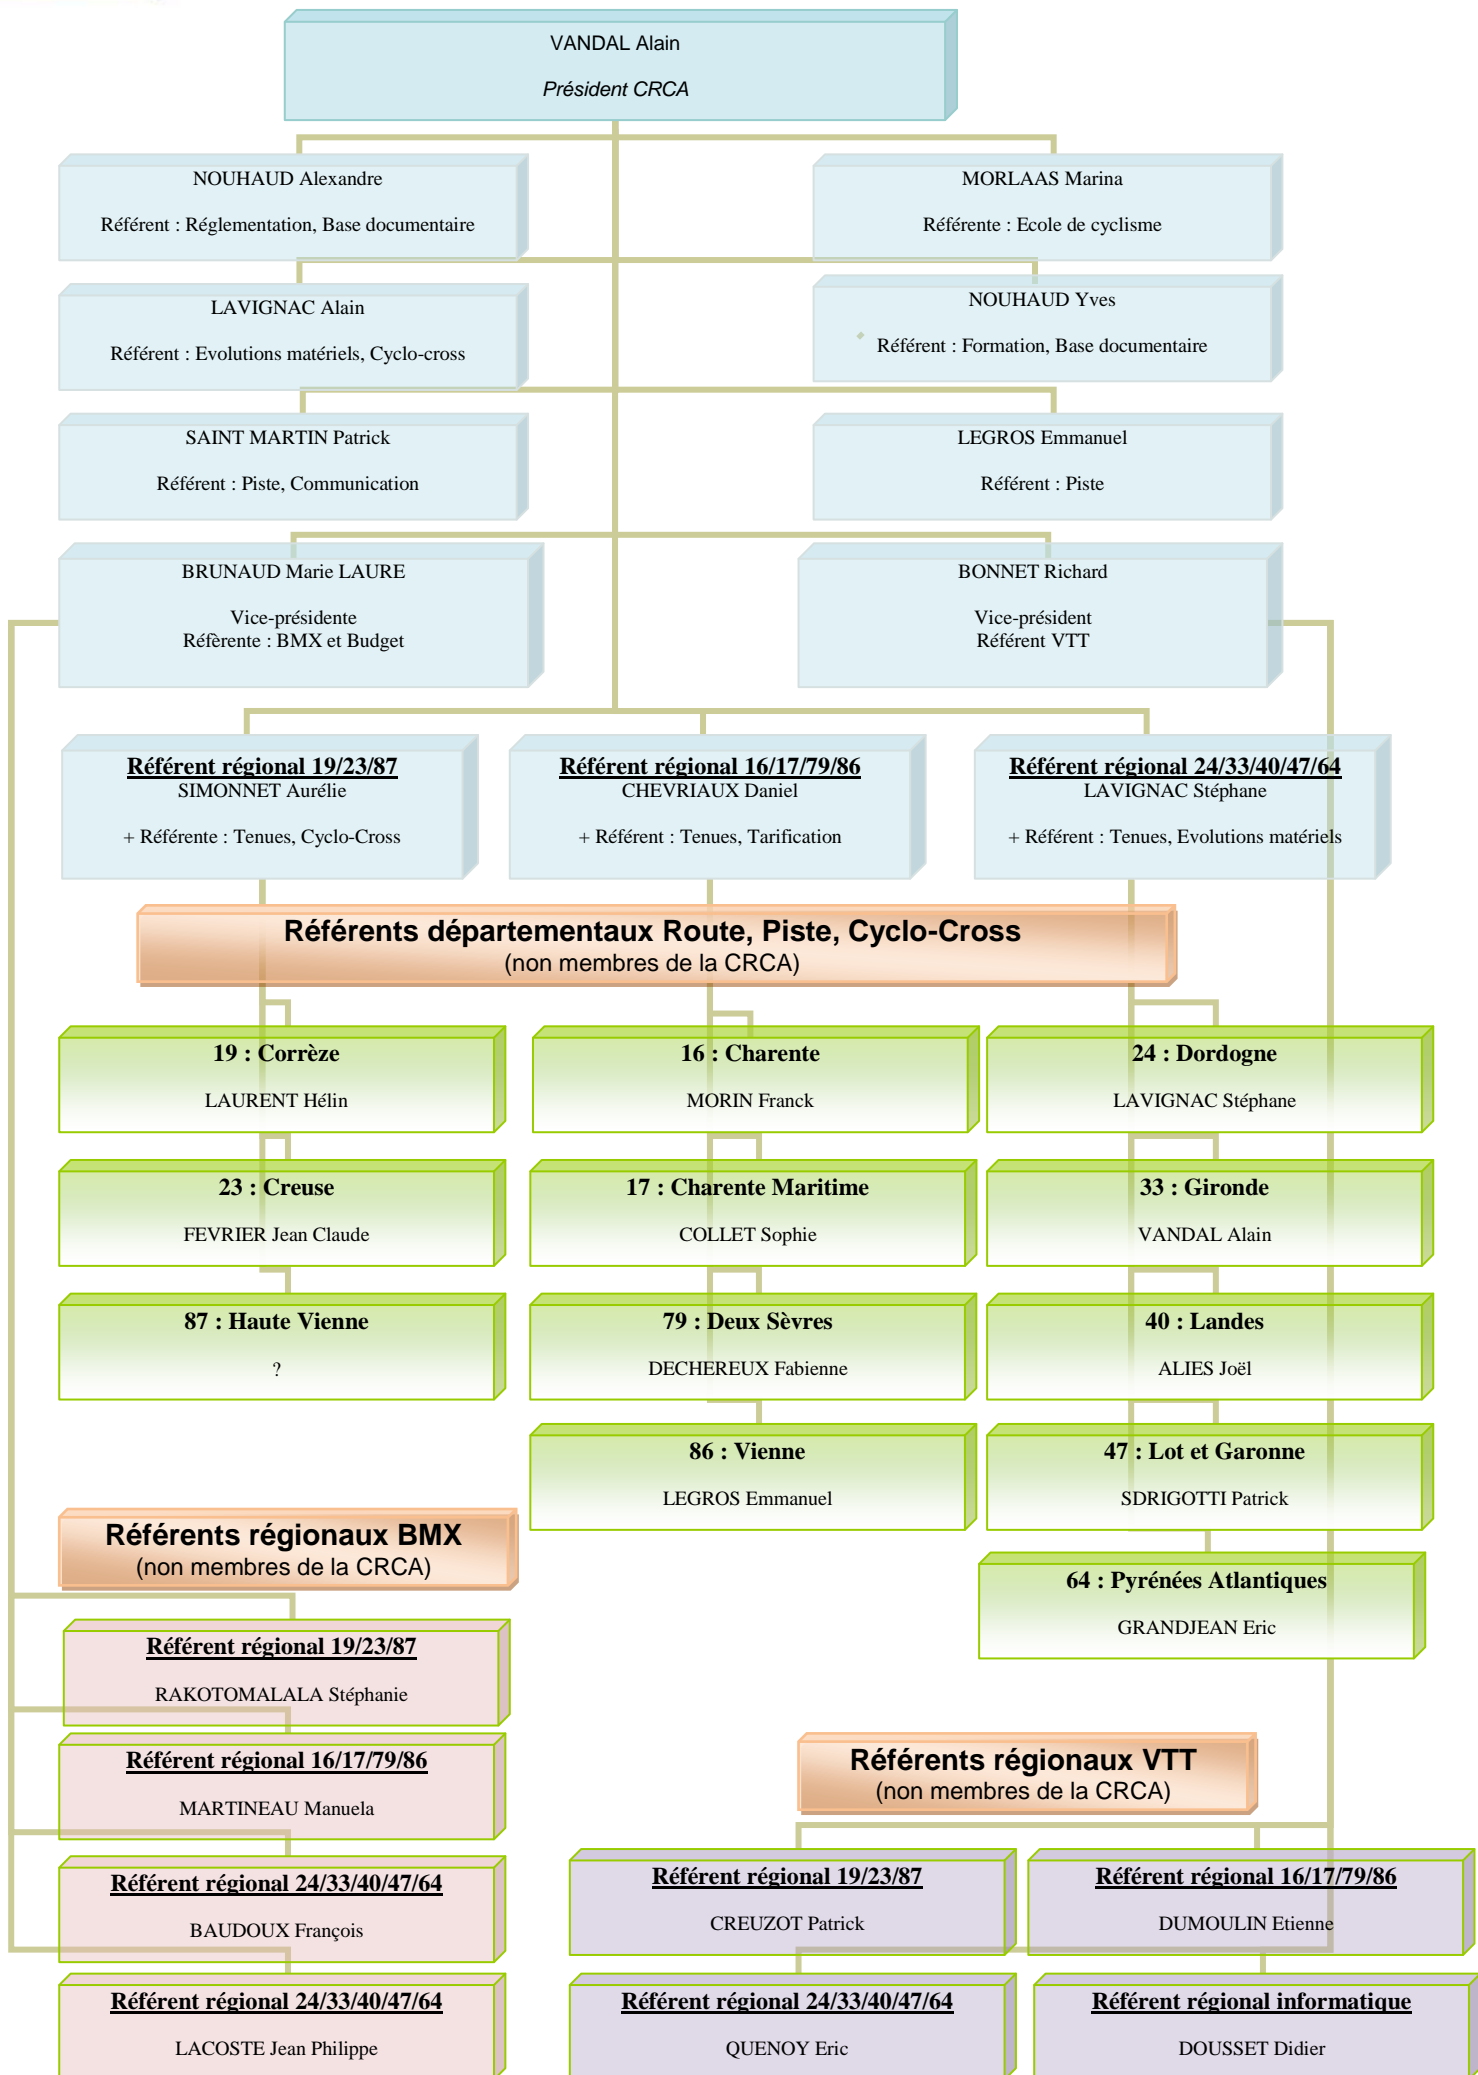 VANDAL Alain
Président CRCA
NOUHAUD Alexandre
Référent : Réglementation, Base documentaire
MORLAAS Marina
Référente : Ecole de cyclisme
LAVIGNAC Alain
Référent : Evolutions matériels, Cyclo-cross
NOUHAUD Yves
Référent : Formation, Base documentaire
SAINT MARTIN Patrick
Référent : Piste, Communication
LEGROS Emmanuel
Référent : Piste
BRUNAUD Marie LAURE
Vice-présidente
Réfèrente : BMX et Budget
BONNET Richard
Vice-président
Référent VTT
Référent régional 19/23/87
SIMONNET Aurélie
+ Référente : Tenues, Cyclo-Cross
Référent régional 16/17/79/86
CHEVRIAUX Daniel
+ Référent : Tenues, Tarification
Référent régional 24/33/40/47/64
LAVIGNAC Stéphane
+ Référent : Tenues, Evolutions matériels
Référents départementaux Route, Piste, Cyclo-Cross
(non membres de la CRCA)
19 : Corrèze
LAURENT Hélin
16 : Charente
MORIN Franck
24 : Dordogne
LAVIGNAC Stéphane
23 : Creuse
FEVRIER Jean Claude
17 : Charente Maritime
COLLET Sophie
33 : Gironde
VANDAL Alain
87 : Haute Vienne
?
79 : Deux Sèvres
DECHEREUX Fabienne
40 : Landes
ALIES Joël
86 : Vienne
LEGROS Emmanuel
47 : Lot et Garonne
SDRIGOTTI Patrick
64 : Pyrénées Atlantiques
GRANDJEAN Eric
Référents régionaux BMX
(non membres de la CRCA)
Référent régional 19/23/87
RAKOTOMALALA Stéphanie
Référent régional 16/17/79/86
MARTINEAU Manuela
Référent régional 24/33/40/47/64
BAUDOUX François
Référent régional 24/33/40/47/64
LACOSTE Jean Philippe
Référents régionaux VTT
(non membres de la CRCA)
Référent régional 19/23/87
CREUZOT Patrick
Référent régional 16/17/79/86
DUMOULIN Etienne
Référent régional 24/33/40/47/64
QUENOY Eric
Référent régional informatique
DOUSSET Didier